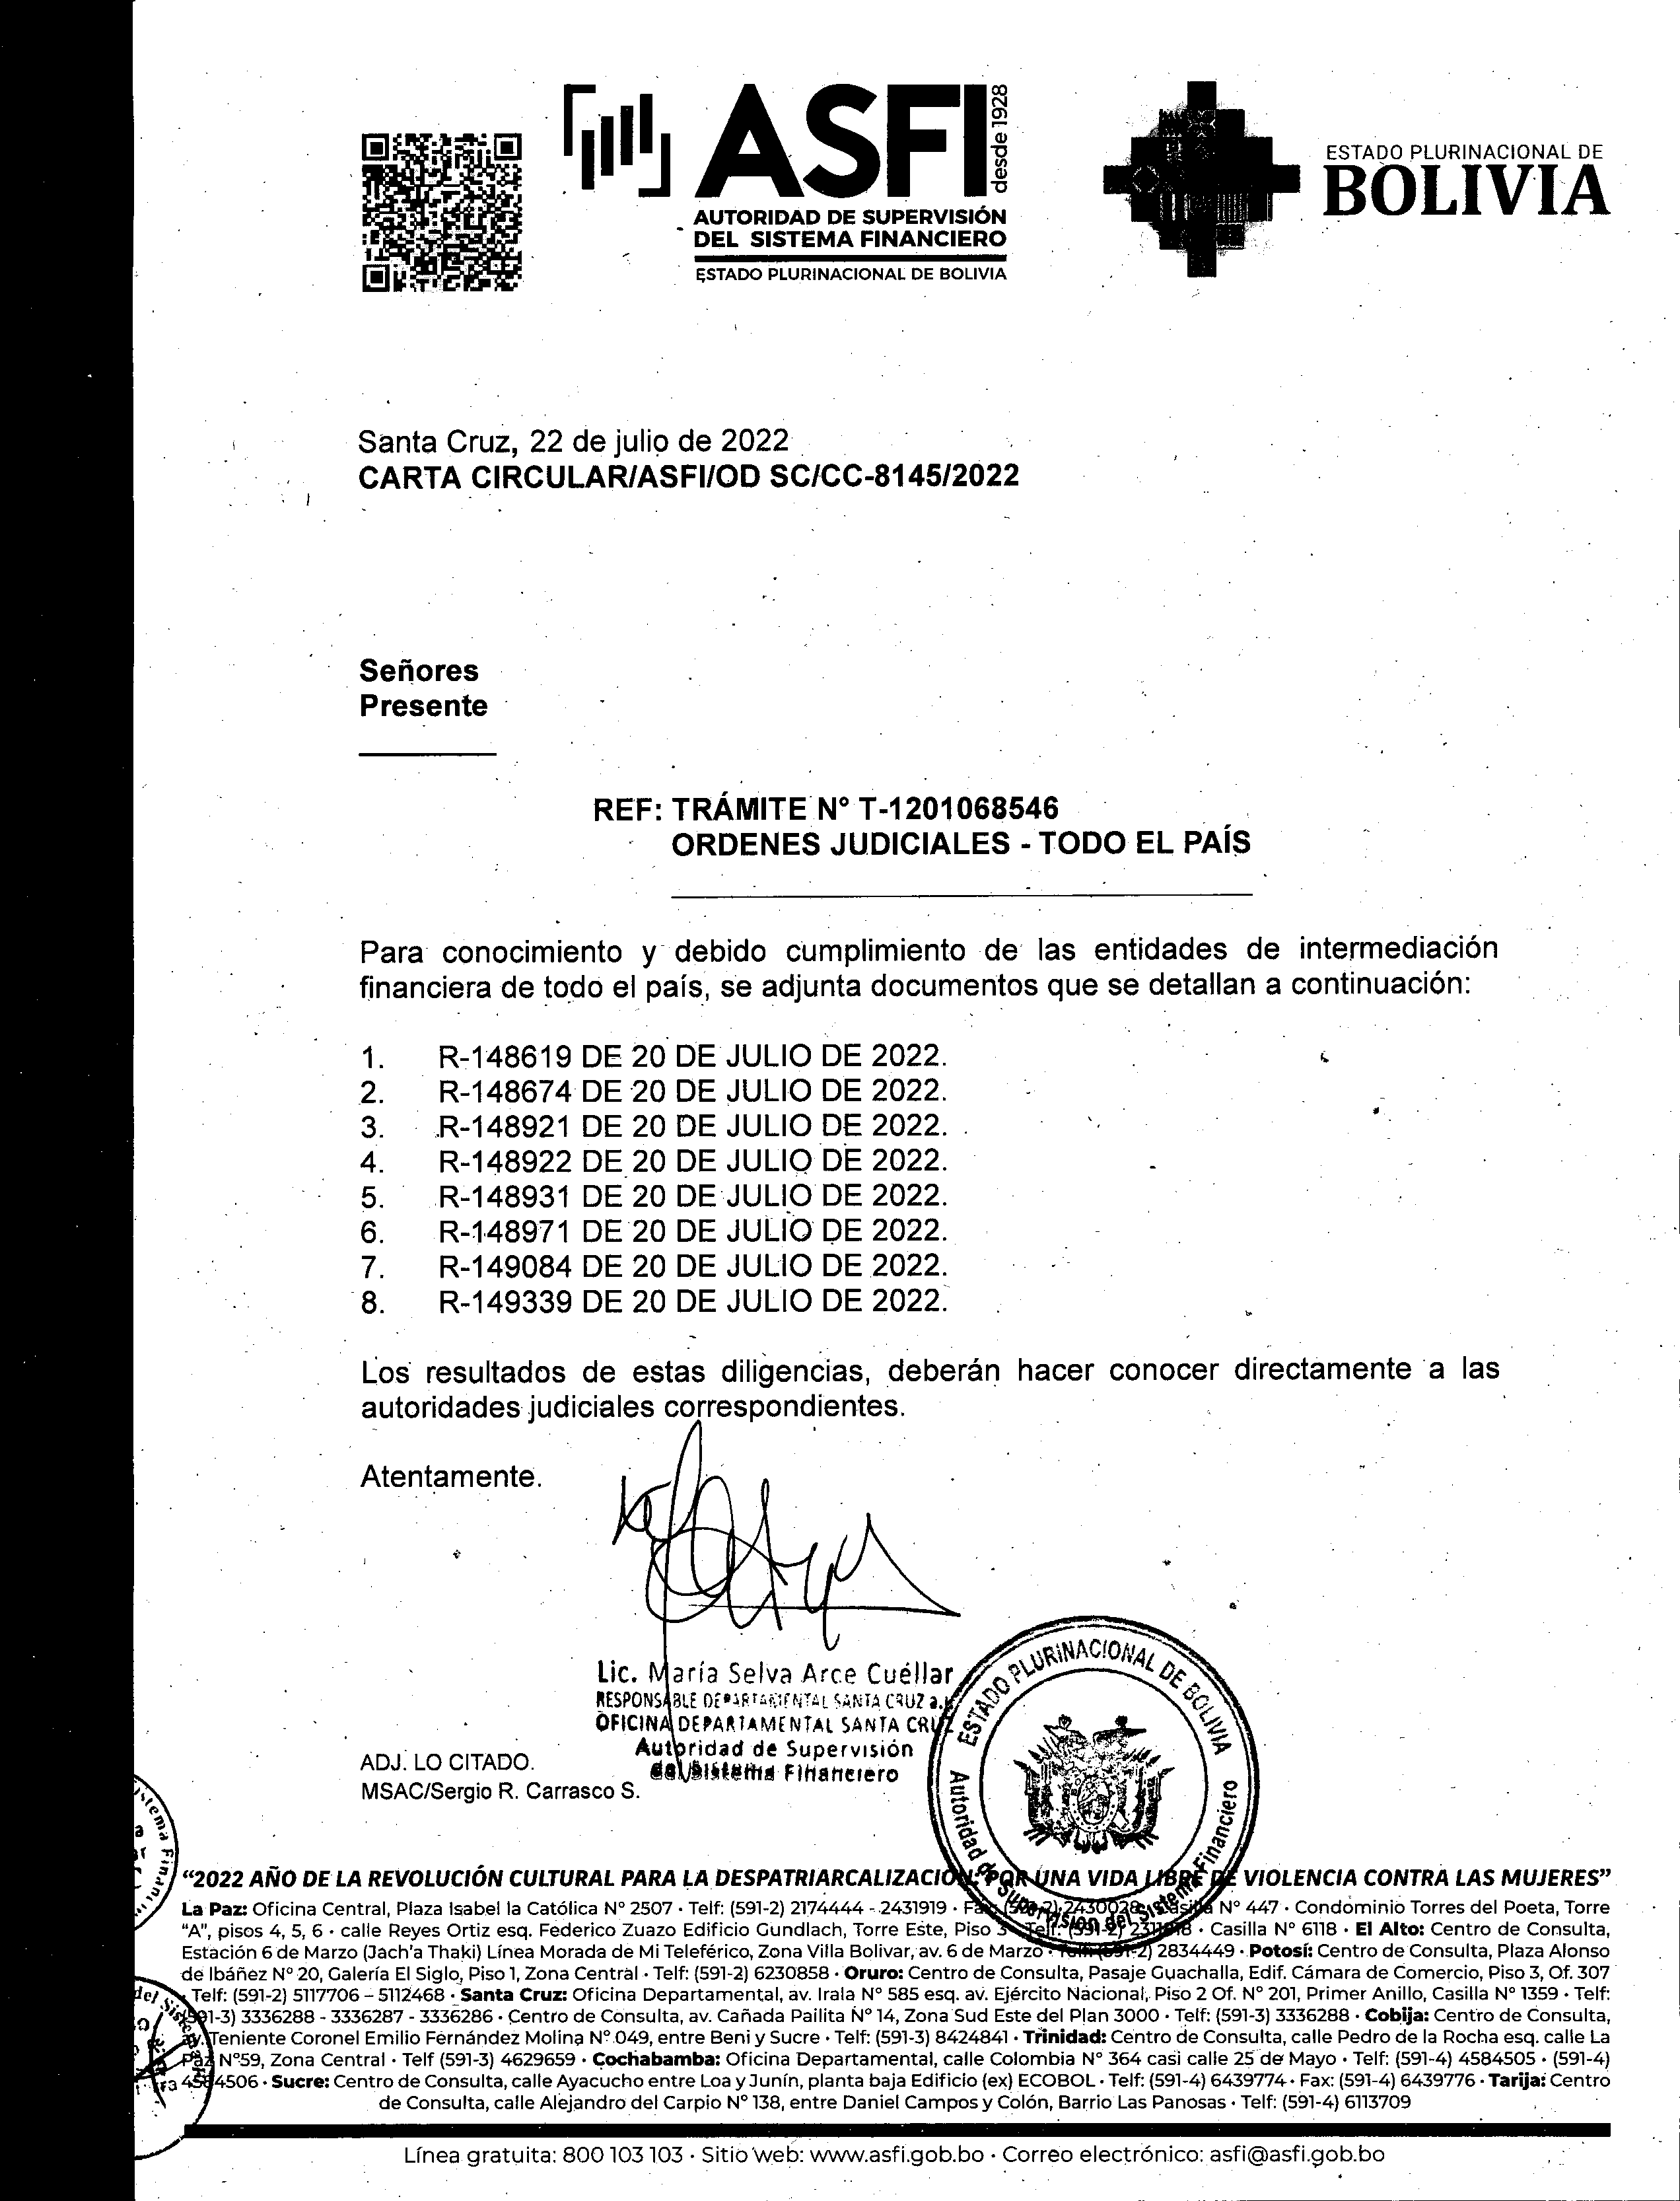 ASFI
desde 1928
AUTORIDAD DE SUPERVISIÓN
DEL SISTEMA FINANCIERO
ESTADO PLURINACIONAL DE BOLIVIA
ESTADO PLURINACIONAL DE
BOLIVIA
Santa Cruz, 22 de julio de 2022
CARTA CIRCULAR/ASFI/OD SC/CC-8145/2022
Señores
Presente
REF: TRÁMITE Nº T-1201068546
ORDENES JUDICIALES - TODO EL PAÍS
Para conocimiento y debido cumplimiento de las entidades de intermediación
financiera de todo el país, se adjunta documentos que se detallan a continuación:
1. R-148619 DE 20 DE JULIO DE 2022.
2. R-148674 DE 20 DE JULIO DE 2022.
3. R-148921 DE 20 DE JULIO DE 2022.
4. R-148922 DE 20 DE JULIO DE 2022.
5. R-148931 DE 20 DE JULIO DE 2022.
6. R-148971 DE 20 DE JULIO DE 2022.
7. R-149084 DE 20 DE JULIO DE 2022.
8. R-149339 DE 20 DE JULIO DE 2022.
Los resultados de estas diligencias, deberán hacer conocer directamente a las
autoridades judiciales correspondientes.
Atentamente.
Lic. María Selva Arce Cuéllar
RESPONSABLE DEPARTAMENTAL SANTA CRUZ a.i.
OFICINA DEPARTAMENTAL SANTA CRUZ
Autoridad de Supervisión
del Sistema Financiero
ESTADO PLURINACIONAL DE BOLIVIA
Autoridad de Supervisión del Sistema Financiero
ADJ. LO CITADO.
MSAC/Sergio R. Carrasco S.
“2022 AÑO DE LA REVOLUCIÓN CULTURAL PARA LA DESPATRIARCALIZACIÓN: POR UNA VIDA LIBRE DE VIOLENCIA CONTRA LAS MUJERES”
La Paz: Oficina Central, Plaza Isabel la Católica Nº 2507 · Telf: (591-2) 2174444 - 2431919 · Fax: (591-2) 2430028 · Casilla Nº 447 · Condominio Torres del Poeta, Torre
“A”, pisos 4, 5, 6 · calle Reyes Ortiz esq. Federico Zuazo Edificio Gundlach, Torre Este, Piso 3 · Telf: (591-2) · Casilla Nº 6118 · El Alto: Centro de Consulta,
Estación 6 de Marzo (Jach’a Thaki) Línea Morada de Mi Teleférico, Zona Villa Bolivar, av. 6 de Marzo · Telf: (591-2) 2834449 · Potosí: Centro de Consulta, Plaza Alonso
de Ibáñez Nº 20, Galería El Siglo, Piso 1, Zona Central · Telf: (591-2) 6230858 · Oruro: Centro de Consulta, Pasaje Guachalla, Edif. Cámara de Comercio, Piso 3, Of. 307
Telf: (591-2) 5117706 – 5112468 · Santa Cruz: Oficina Departamental, av. Irala Nº 585 esq. av. Ejército Nacional, Piso 2 Of. Nº 201, Primer Anillo, Casilla Nº 1359 · Telf:
(591-3) 3336288 - 3336287 - 3336286 · Centro de Consulta, av. Cañada Pailita Nº 14, Zona Sud Este del Plan 3000 · Telf: (591-3) 3336288 · Cobija: Centro de Consulta,
av. Teniente Coronel Emilio Fernández Molina Nº 049, entre Beni y Sucre · Telf: (591-3) 8424841 · Trinidad: Centro de Consulta, calle Pedro de la Rocha esq. calle La
Paz Nº59, Zona Central · Telf (591-3) 4629659 · Cochabamba: Oficina Departamental, calle Colombia Nº 364 casi calle 25 de Mayo · Telf: (591-4) 4584505 · (591-4)
4584506 · Sucre: Centro de Consulta, calle Ayacucho entre Loa y Junín, planta baja Edificio (ex) ECOBOL · Telf: (591-4) 6439774 · Fax: (591-4) 6439776 · Tarija: Centro
de Consulta, calle Alejandro del Carpio Nº 138, entre Daniel Campos y Colón, Barrio Las Panosas · Telf: (591-4) 6113709
Línea gratuita: 800 103 103 · Sitio web: www.asfi.gob.bo · Correo electrónico: asfi@asfi.gob.bo